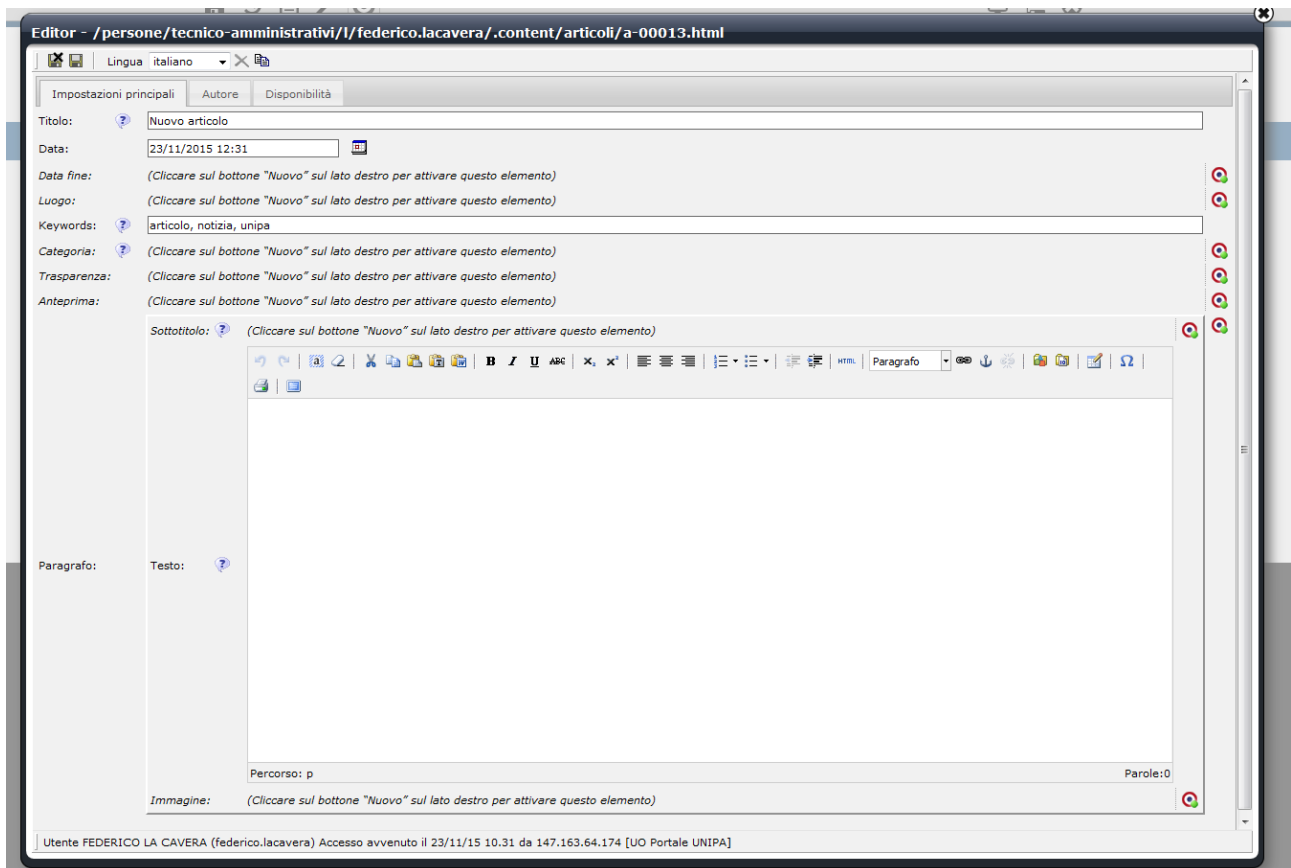 Editor - /persone/tecnico-amministrativi/l/federico.lacavera/.content/articoli/a-00013.html
Lingua italiano
Impostazioni principali Autore Disponibilità
Titolo: ? Nuovo articolo
Data: 23/11/2015 12:31
Data fine: (Cliccare sul bottone "Nuovo" sul lato destro per attivare questo elemento)
Luogo: (Cliccare sul bottone "Nuovo" sul lato destro per attivare questo elemento)
Keywords: ? articolo, notizia, unipa
Categoria: ? (Cliccare sul bottone "Nuovo" sul lato destro per attivare questo elemento)
Trasparenza: (Cliccare sul bottone "Nuovo" sul lato destro per attivare questo elemento)
Anteprima: (Cliccare sul bottone "Nuovo" sul lato destro per attivare questo elemento)
Sottotitolo: ? (Cliccare sul bottone "Nuovo" sul lato destro per attivare questo elemento)
B I U ABC x₂ x² HTML Paragrafo Ω
Paragrafo: Testo: ?
Percorso: p Parole:0
Immagine: (Cliccare sul bottone "Nuovo" sul lato destro per attivare questo elemento)
Utente FEDERICO LA CAVERA (federico.lacavera) Accesso avvenuto il 23/11/15 10.31 da 147.163.64.174 [UO Portale UNIPA]